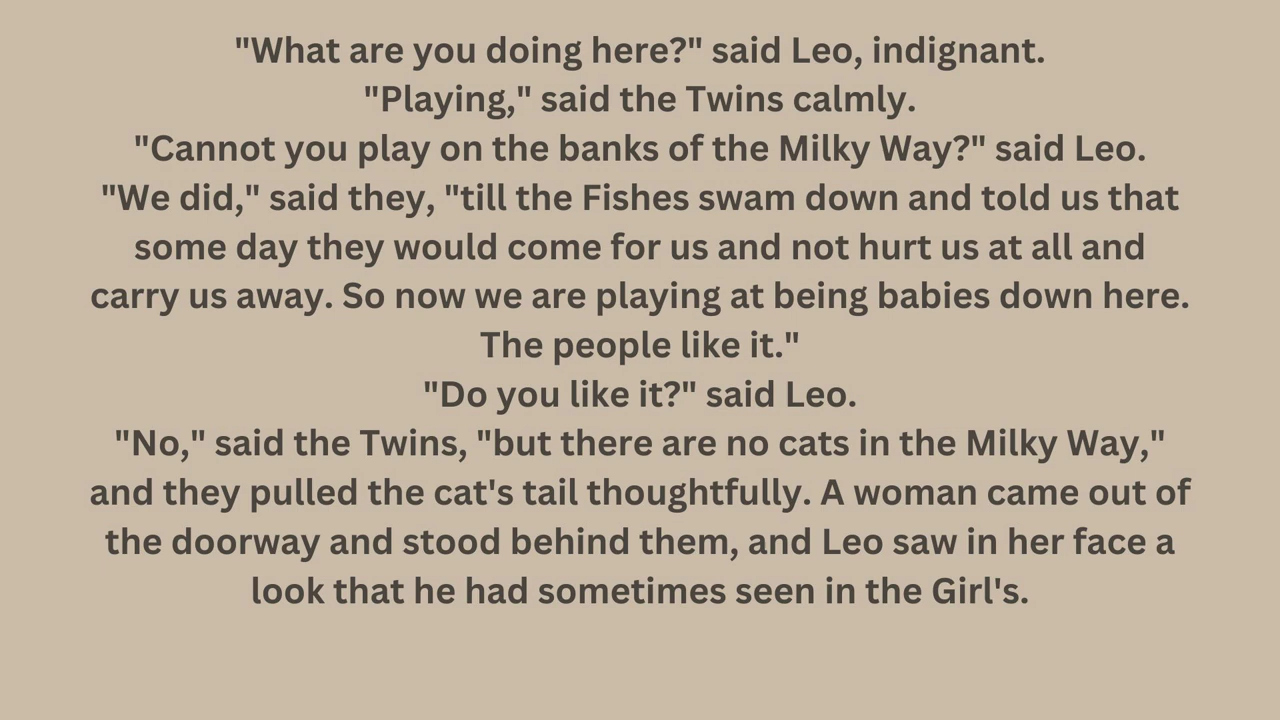 "What are you doing here?" said Leo, indignant.
"Playing," said the Twins calmly.
"Cannot you play on the banks of the Milky Way?" said Leo.
"We did," said they, "till the Fishes swam down and told us that
some day they would come for us and not hurt us at all and
carry us away. So now we are playing at being babies down here.
The people like it."
"Do you like it?" said Leo.
"No," said the Twins, "but there are no cats in the Milky Way,"
and they pulled the cat's tail thoughtfully. A woman came out of
the doorway and stood behind them, and Leo saw in her face a
look that he had sometimes seen in the Girl's.